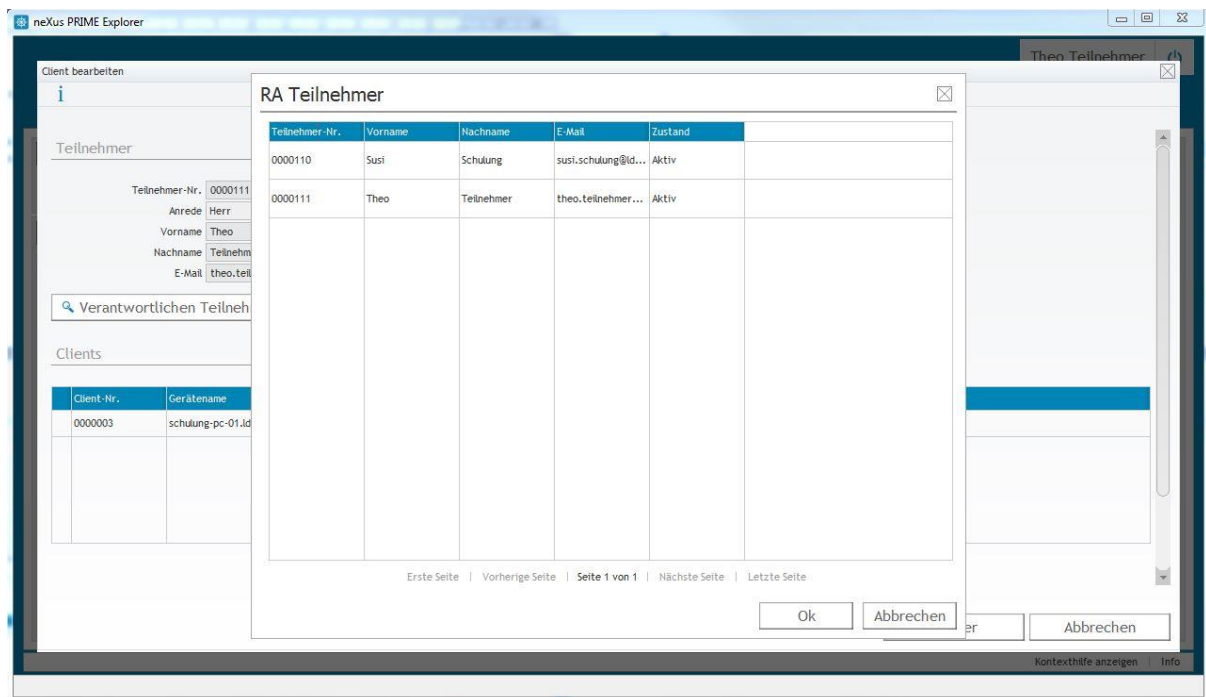 neXus PRIME Explorer
Theo Teilnehmer
Client bearbeiten
i
RA Teilnehmer
Teilnehmer-Nr. Vorname Nachname E-Mail Zustand
0000110 Susi Schulung susi.schulung@ld... Aktiv
0000111 Theo Teilnehmer theo.teilnehmer... Aktiv
Erste Seite | Vorherige Seite | Seite 1 von 1 | Nächste Seite | Letzte Seite
Ok Abbrechen
Teilnehmer
Teilnehmer-Nr. 0000111
Anrede Herr
Vorname Theo
Nachname Teilnehm
E-Mail theo.teil
Verantwortlichen Teilneh
Clients
Client-Nr. Gerätename
0000003 schulung-pc-01.ld
er Abbrechen
Kontexthilfe anzeigen | Info